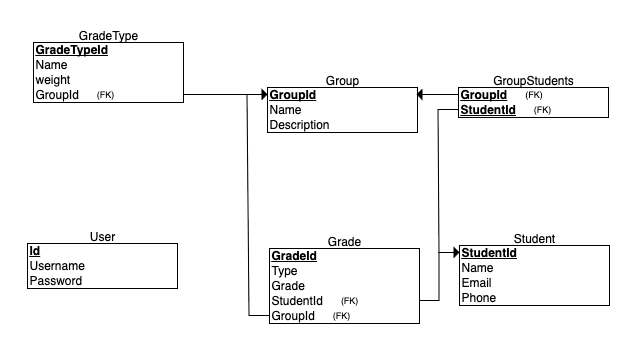 GradeType
GradeTypeId
Name
weight
GroupId (FK)
Group
GroupId
Name
Description
GroupStudents
GroupId (FK)
StudentId (FK)
User
Id
Username
Password
Grade
GradeId
Type
Grade
StudentId (FK)
GroupId (FK)
Student
StudentId
Name
Email
Phone